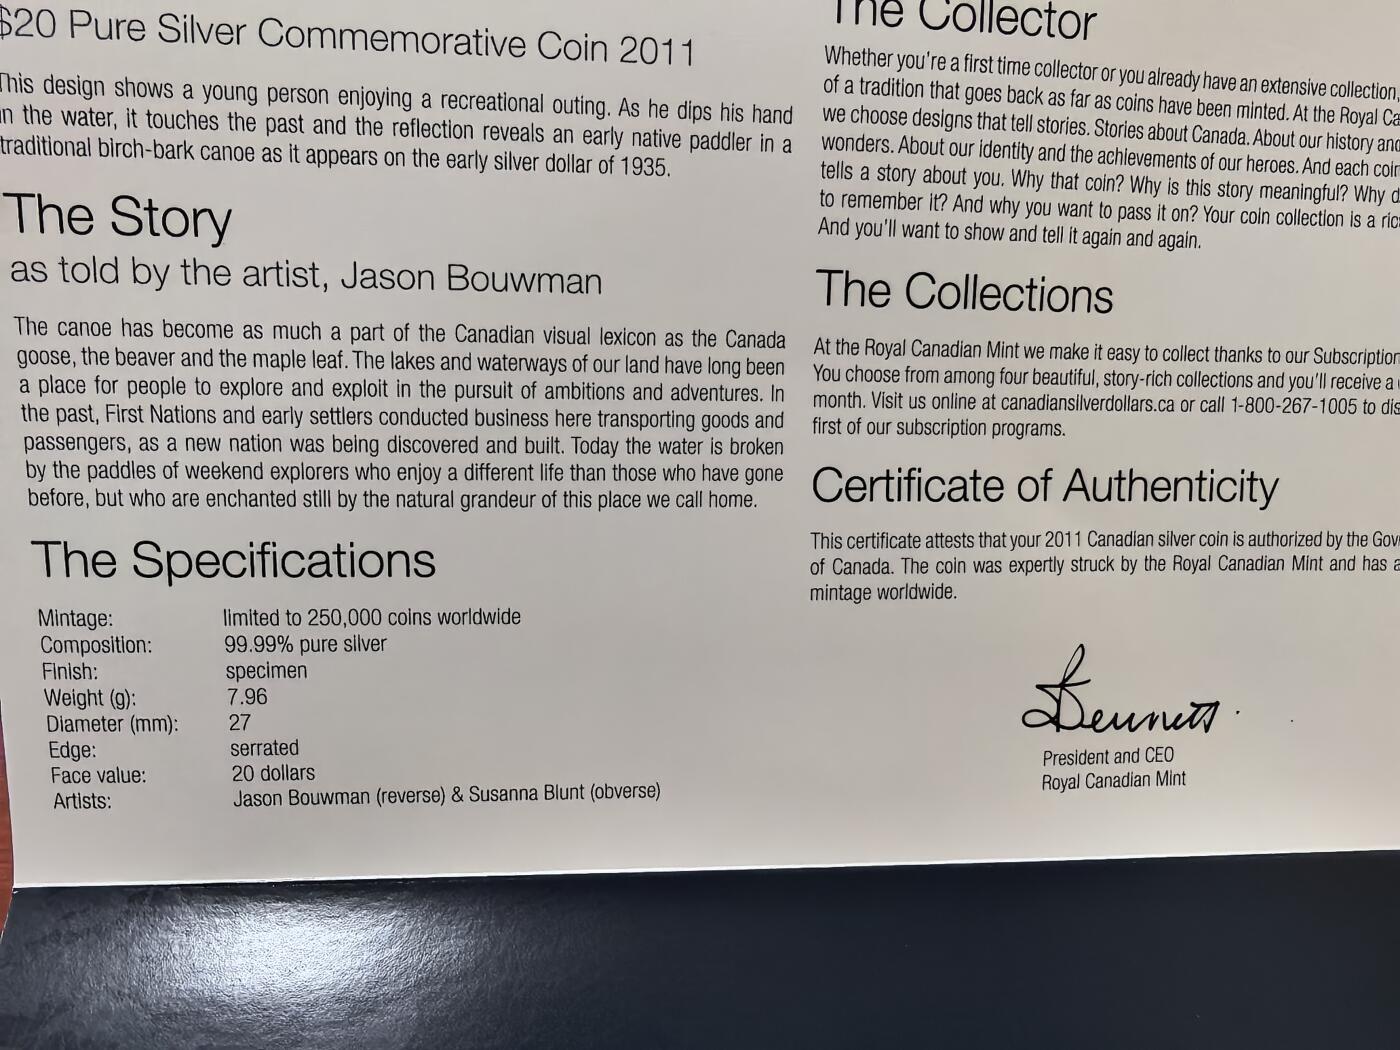 $20 Pure Silver Commemorative Coin 2011
This design shows a young person enjoying a recreational outing. As he dips his hand
in the water, it touches the past and the reflection reveals an early native paddler in a
traditional birch-bark canoe as it appears on the early silver dollar of 1935.
The Story
as told by the artist, Jason Bouwman
The canoe has become as much a part of the Canadian visual lexicon as the Canada
goose, the beaver and the maple leaf. The lakes and waterways of our land have long been
a place for people to explore and exploit in the pursuit of ambitions and adventures. In
the past, First Nations and early settlers conducted business here transporting goods and
passengers, as a new nation was being discovered and built. Today the water is broken
by the paddles of weekend explorers who enjoy a different life than those who have gone
before, but who are enchanted still by the natural grandeur of this place we call home.
The Specifications
Mintage: limited to 250,000 coins worldwide
Composition: 99.99% pure silver
Finish: specimen
Weight (g): 7.96
Diameter (mm): 27
Edge: serrated
Face value: 20 dollars
Artists: Jason Bouwman (reverse) & Susanna Blunt (obverse)
The Collector
Whether you're a first time collector or you already have an extensive collection,
of a tradition that goes back as far as coins have been minted. At the Royal Ca
we choose designs that tell stories. Stories about Canada. About our history and
wonders. About our identity and the achievements of our heroes. And each coin
tells a story about you. Why that coin? Why is this story meaningful? Why d
to remember it? And why you want to pass it on? Your coin collection is a ric
And you'll want to show and tell it again and again.
The Collections
At the Royal Canadian Mint we make it easy to collect thanks to our Subscription
You choose from among four beautiful, story-rich collections and you'll receive a
month. Visit us online at canadiansilverdollars.ca or call 1-800-267-1005 to dis
first of our subscription programs.
Certificate of Authenticity
This certificate attests that your 2011 Canadian silver coin is authorized by the Gov
of Canada. The coin was expertly struck by the Royal Canadian Mint and has a
mintage worldwide.
Bennett
President and CEO
Royal Canadian Mint